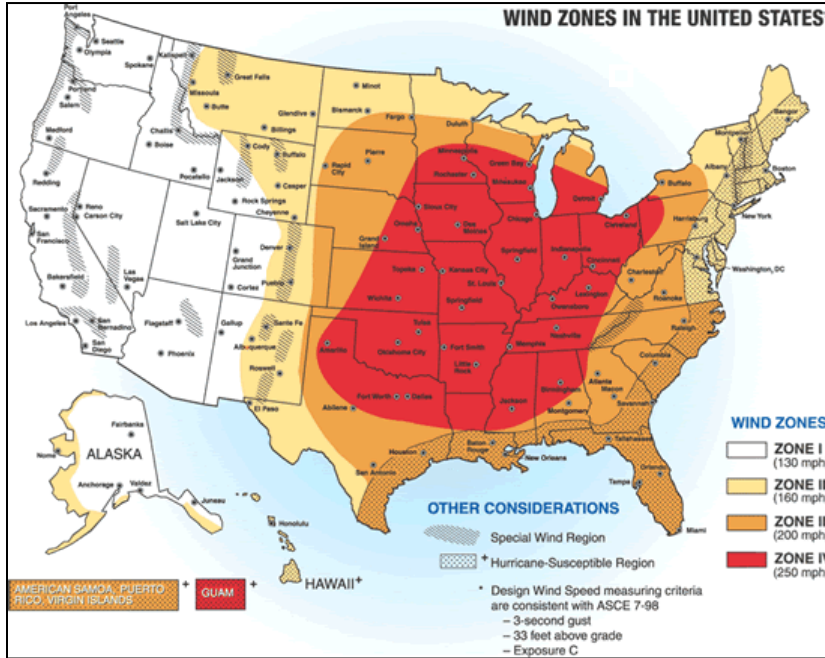 WIND ZONES IN THE UNITED STATES*
Port
Angeles
Seattle
Olympia
Spokane
Kalispell
Great Falls
Missoula
Butte
Glendive
Billings
Minot
Bismarck
Fargo
Duluth
Portland
Salem
Medford
Challis
Boise
Pocatello
Cody
Buffalo
Jackson
Casper
Rock Springs
Cheyenne
Rapid
City
Pierre
Minneapolis
Rochester
Green Bay
Milwaukee
Detroit
Chicago
Buffalo
Albany
Montpelier
Bangor
Boston
New York
Harrisburg
Cleveland
Washington, DC
Redding
Sacramento
San
Francisco
Reno
Carson City
Salt Lake City
Grand
Junction
Denver
Pueblo
Cortez
Grand
Island
Omaha
Sioux City
Des
Moines
Springfield
Indianapolis
Cincinnati
Charleston
Roanoke
Raleigh
Bakersfield
Las
Vegas
Los Angeles
San
Bernadino
San
Diego
Flagstaff
Phoenix
Gallup
Santa Fe
Albuquerque
Roswell
El Paso
Topeka
Kansas City
St. Louis
Wichita
Springfield
Owensboro
Lexington
Nashville
Memphis
Amarillo
Tulsa
Oklahoma City
Fort Smith
Little
Rock
Fort Worth
Dallas
Abilene
Jackson
Birmingham
Montgomery
Atlanta
Macon
Columbia
Savannah
Tallahassee
Houston
San Antonio
Baton
Rouge
New Orleans
Orlando
Tampa
Miami
Fairbanks
Nome
ALASKA
Anchorage
Valdez
Juneau
Honolulu
HAWAII+
AMERICAN SAMOA, PUERTO
RICO, VIRGIN ISLANDS
+
GUAM
+
OTHER CONSIDERATIONS
Special Wind Region
+ Hurricane-Susceptible Region
* Design Wind Speed measuring criteria
are consistent with ASCE 7-98
– 3-second gust
– 33 feet above grade
– Exposure C
WIND ZONES
ZONE I
(130 mph
ZONE II
(160 mph
ZONE II
(200 mph
ZONE IV
(250 mph